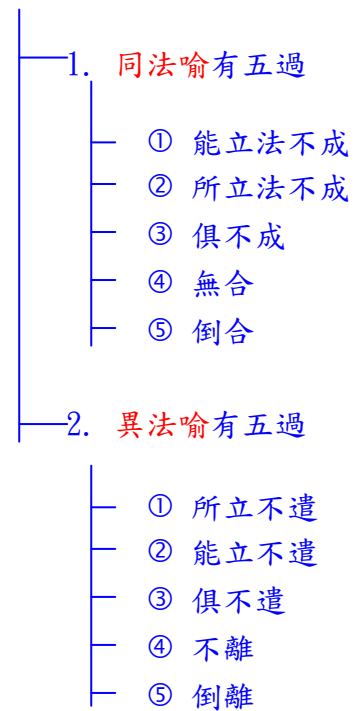 1. 同法喻有五過
① 能立法不成
② 所立法不成
③ 俱不成
④ 無合
⑤ 倒合
2. 異法喻有五過
① 所立不遣
② 能立不遣
③ 俱不遣
④ 不離
⑤ 倒離